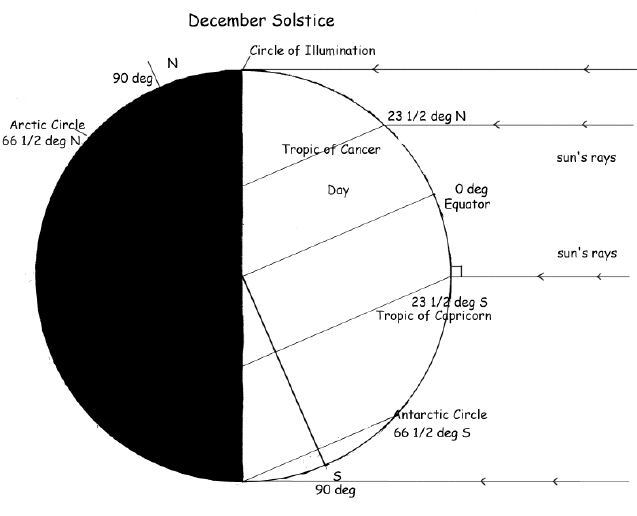 December Solstice
Circle of Illumination
N
90 deg
Arctic Circle
66 1/2 deg N
23 1/2 deg N
Tropic of Cancer
sun's rays
Day
0 deg
Equator
sun's rays
23 1/2 deg S
Tropic of Capricorn
Antarctic Circle
66 1/2 deg S
S
90 deg